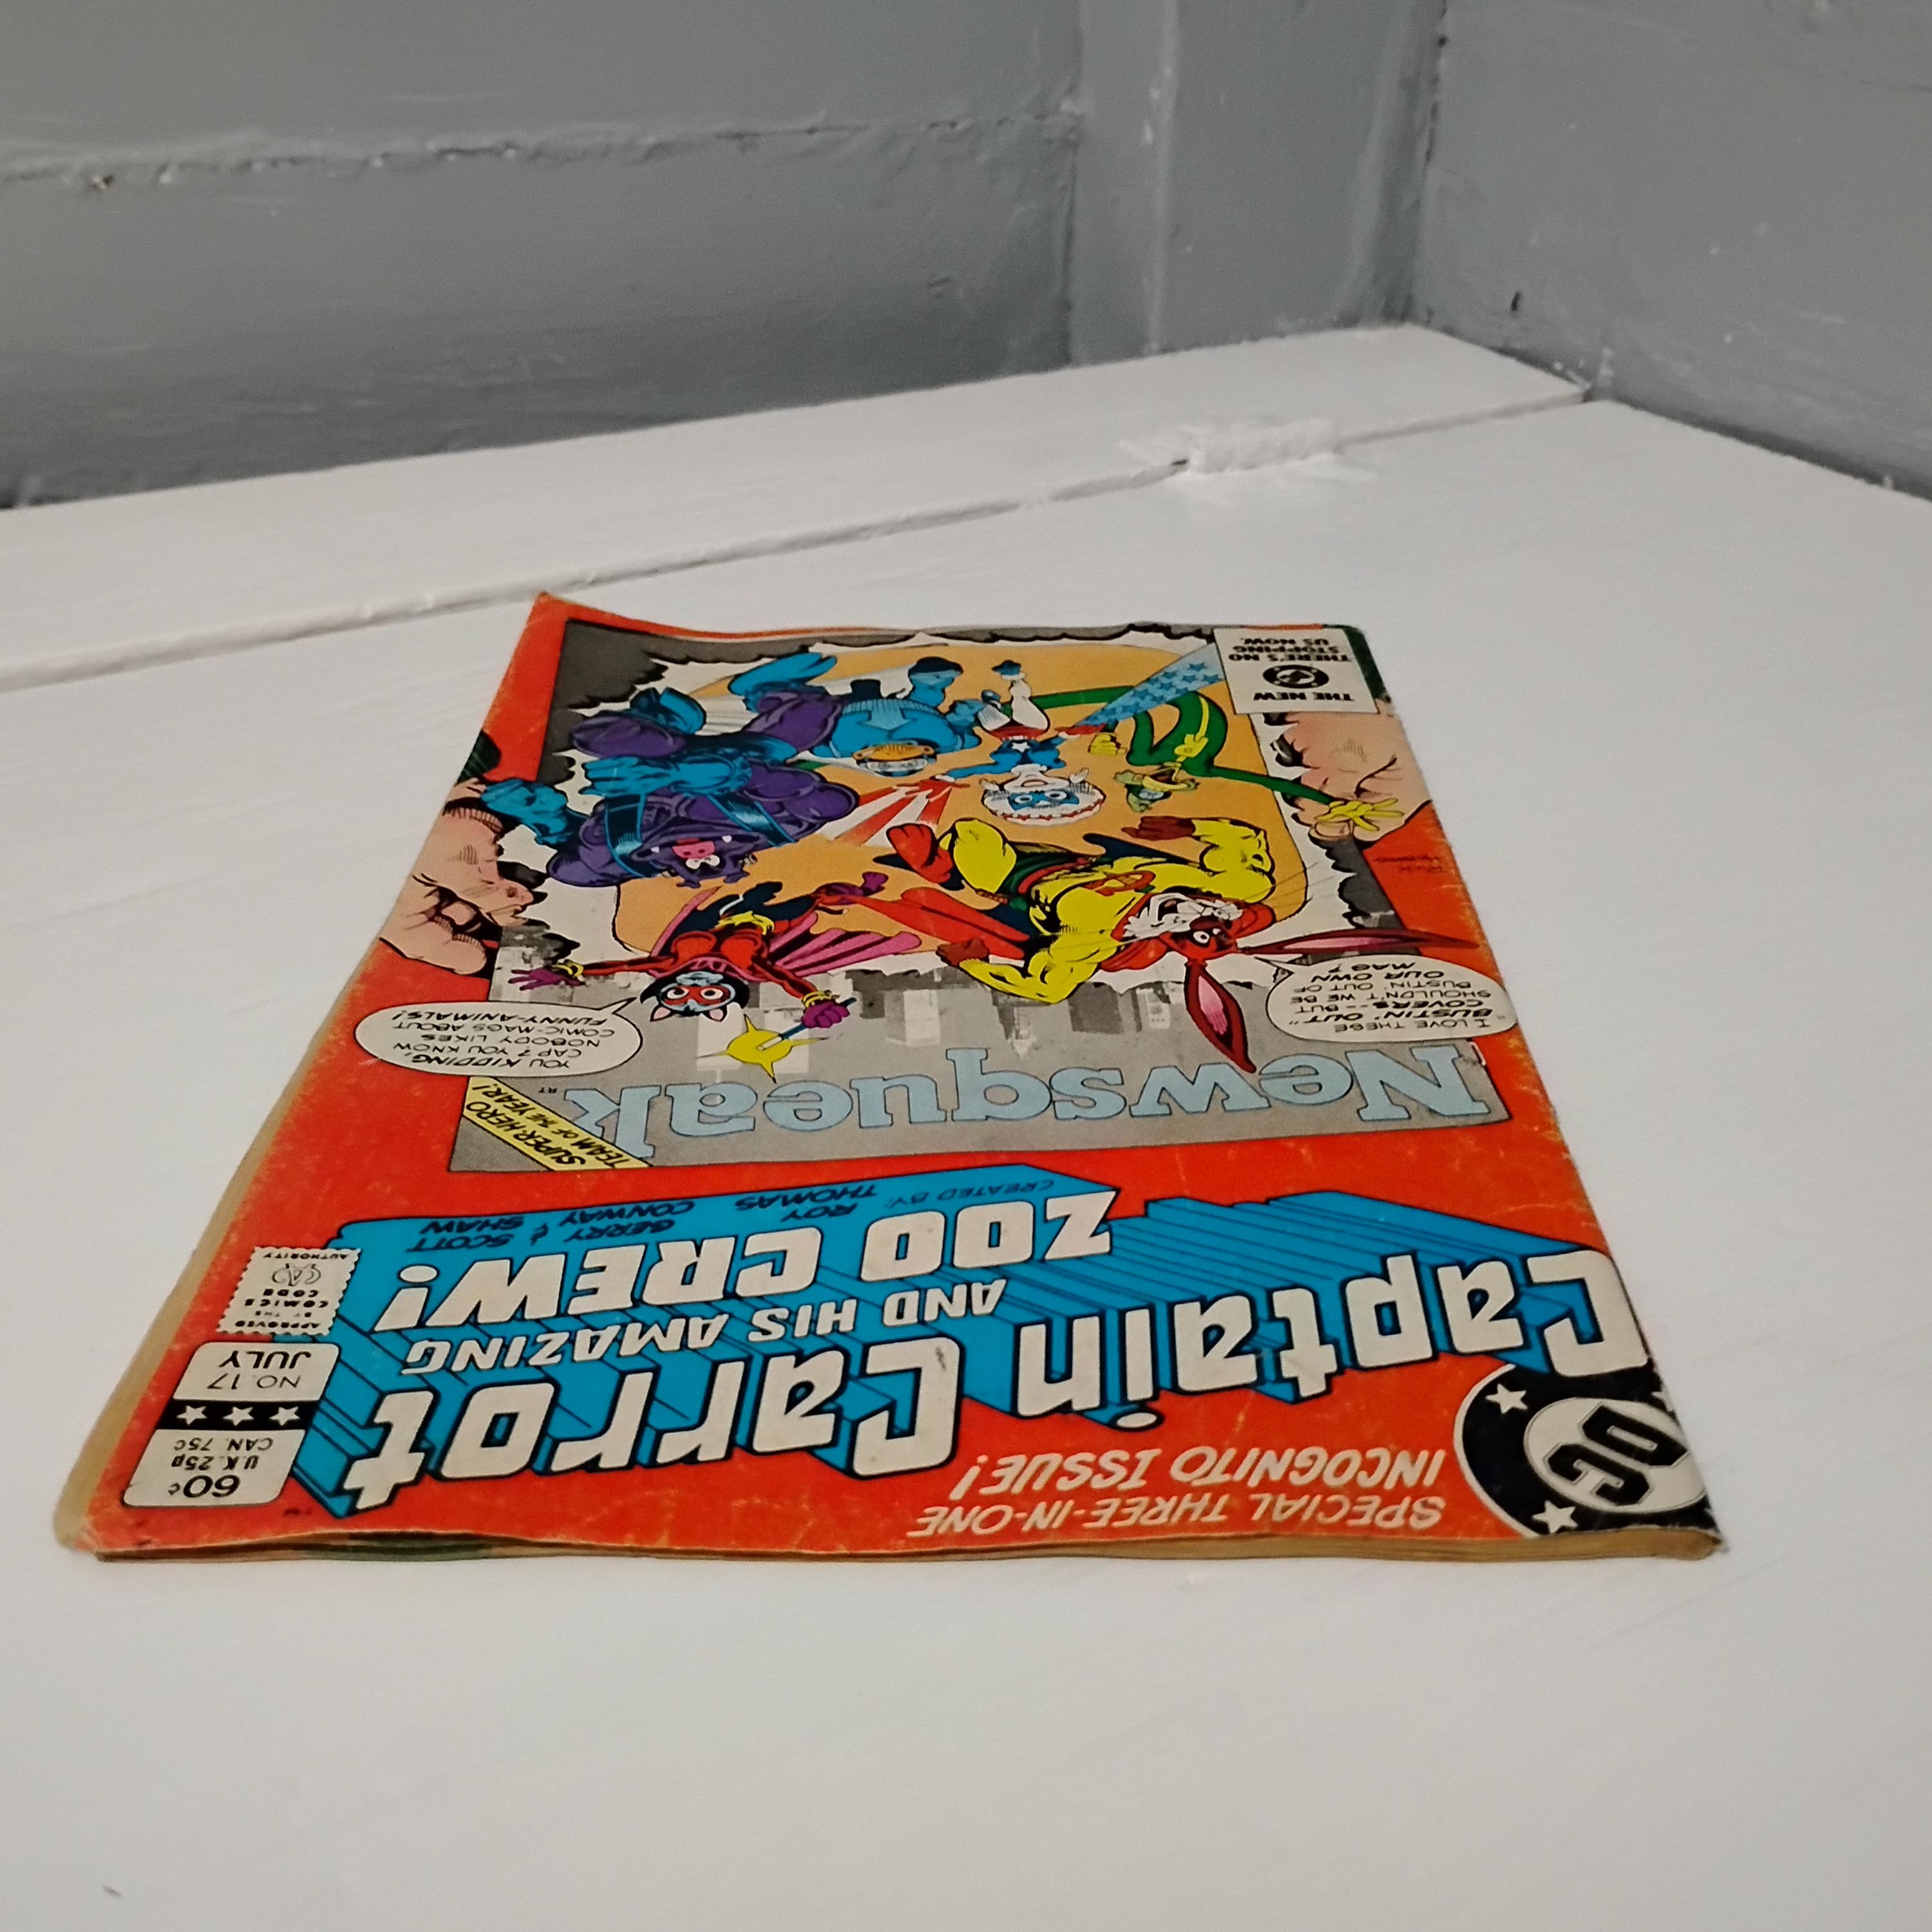 SPECIAL THREE-IN-ONE
INCOGNITO ISSUE!
DC
60¢
U.K. 25p
CAN. 75¢
NO. 17
JULY
APPROVED
BY THE
COMICS
CODE
AUTHORITY
CA
Captain Carrot
AND HIS AMAZING
ZOO CREW!
CREATED BY:
ROY
THOMAS
GERRY
CONWAY
& SCOTT
SHAW
Newsqueak
RT
SUPER HERO
TEAM OF THE YEAR!
I LOVE THESE
"BUSTIN' OUT"
COVERS--BUT
SHOULDN'T WE BE
BUSTIN' OUT OF
OUR OWN
MAG?
YOU KIDDING,
CAP? YOU KNOW
NOBODY LIKES
COMIC-MAGS ABOUT
FUNNY-ANIMALS!
THE NEW
DC
THERE'S NO
STOPPING
US NOW.